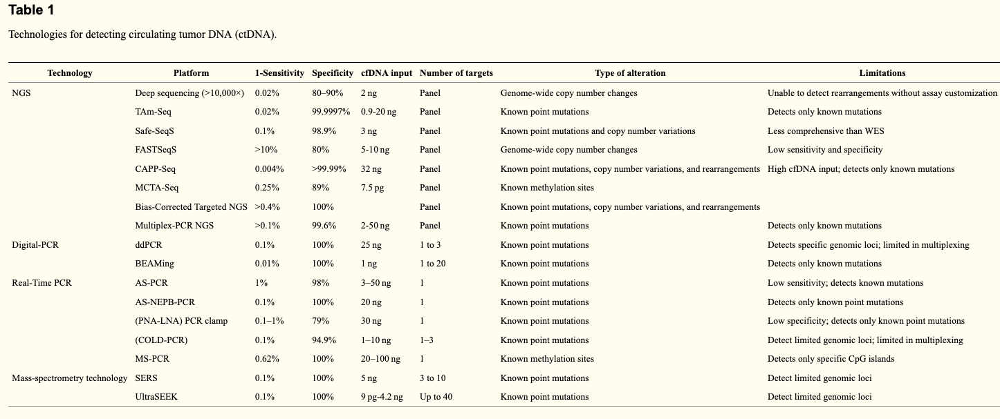 Table 1
Technologies for detecting circulating tumor DNA (ctDNA).
Technology Platform 1-Sensitivity Specificity cfDNA input Number of targets Type of alteration Limitations
NGS Deep sequencing (>10,000×) 0.02% 80–90% 2 ng Panel Genome-wide copy number changes Unable to detect rearrangements without assay customization
TAm-Seq 0.02% 99.9997% 0.9-20 ng Panel Known point mutations Detects only known mutations
Safe-SeqS 0.1% 98.9% 3 ng Panel Known point mutations and copy number variations Less comprehensive than WES
FASTSeqS >10% 80% 5-10 ng Panel Genome-wide copy number changes Low sensitivity and specificity
CAPP-Seq 0.004% >99.99% 32 ng Panel Known point mutations, copy number variations, and rearrangements High cfDNA input; detects only known mutations
MCTA-Seq 0.25% 89% 7.5 pg Panel Known methylation sites
Bias-Corrected Targeted NGS >0.4% 100% Panel Known point mutations, copy number variations, and rearrangements
Multiplex-PCR NGS >0.1% 99.6% 2-50 ng Panel Known point mutations Detects only known mutations
Digital-PCR ddPCR 0.1% 100% 25 ng 1 to 3 Known point mutations Detects specific genomic loci; limited in multiplexing
BEAMing 0.01% 100% 1 ng 1 to 20 Known point mutations Detects only known mutations
Real-Time PCR AS-PCR 1% 98% 3–50 ng 1 Known point mutations Low sensitivity; detects known mutations
AS-NEPB-PCR 0.1% 100% 20 ng 1 Known point mutations Detects only known point mutations
(PNA-LNA) PCR clamp 0.1–1% 79% 30 ng 1 Known point mutations Low specificity; detects only known point mutations
(COLD-PCR) 0.1% 94.9% 1–10 ng 1–3 Known point mutations Detect limited genomic loci; limited in multiplexing
MS-PCR 0.62% 100% 20–100 ng 1 Known methylation sites Detects only specific CpG islands
Mass-spectrometry technology SERS 0.1% 100% 5 ng 3 to 10 Known point mutations Detect limited genomic loci
UltraSEEK 0.1% 100% 9 pg-4.2 ng Up to 40 Known point mutations Detect limited genomic loci